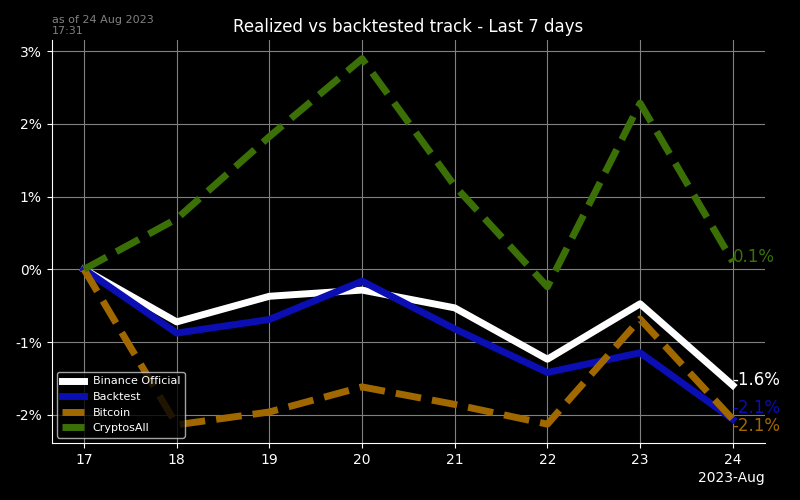 as of 24 Aug 2023
17:31
Realized vs backtested track - Last 7 days
3%
2%
1%
0%
-1%
-2%
0.1%
-1.6%
-2.1%
-2.1%
Binance Official
Backtest
Bitcoin
CryptosAll
17 18 19 20 21 22 23 24
2023-Aug